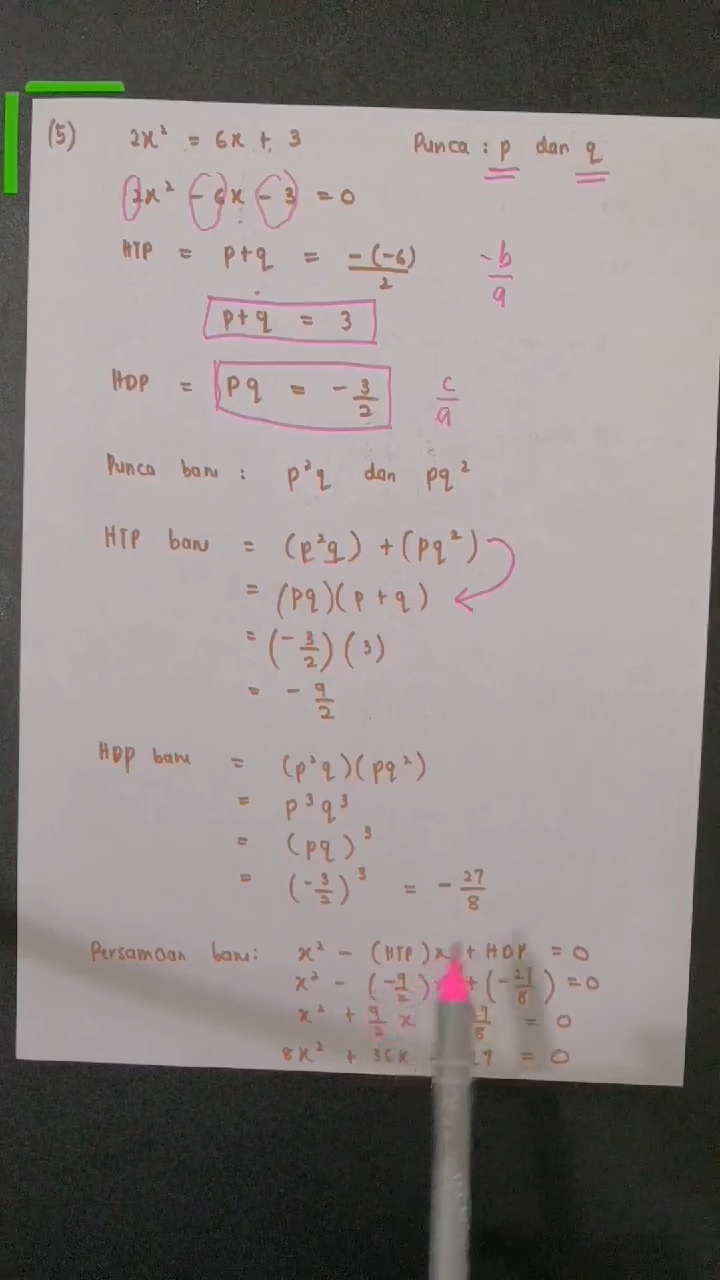 (5) 2x² = 6x + 3 Punca : p dan q
2x² - 6x - 3 = 0
HTP = p+q = -(-6)/2 -b/a
p+q = 3
HDP = pq = -3/2 c/a
Punca baru : p²q dan pq²
HTP baru = (p²q) + (pq²)
= (pq)(p + q)
= (-3/2)(3)
= -9/2
HDP baru = (p²q)(pq²)
= p³q³
= (pq)³
= (-3/2)³ = -27/8
Persamaan baru: x² - (HTP)x + HDP = 0
x² - (-9/2) + (-27/8) = 0
x² + 9/2 x /8 = 0
8x² + 36x = 0